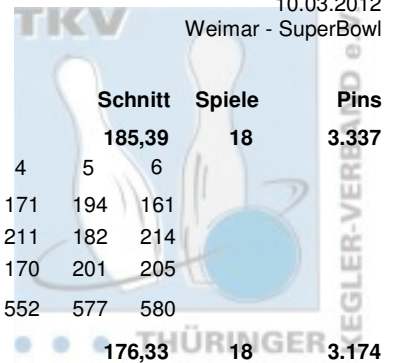 10.03.2012
TKV
Weimar - SuperBowl
Schnitt Spiele Pins
185,39 18 3.337
4 5 6
171 194 161
211 182 214
170 201 205
552 577 580
THÜRINGER
KEGLER-VERBAND e.V.
176,33 18 3.174